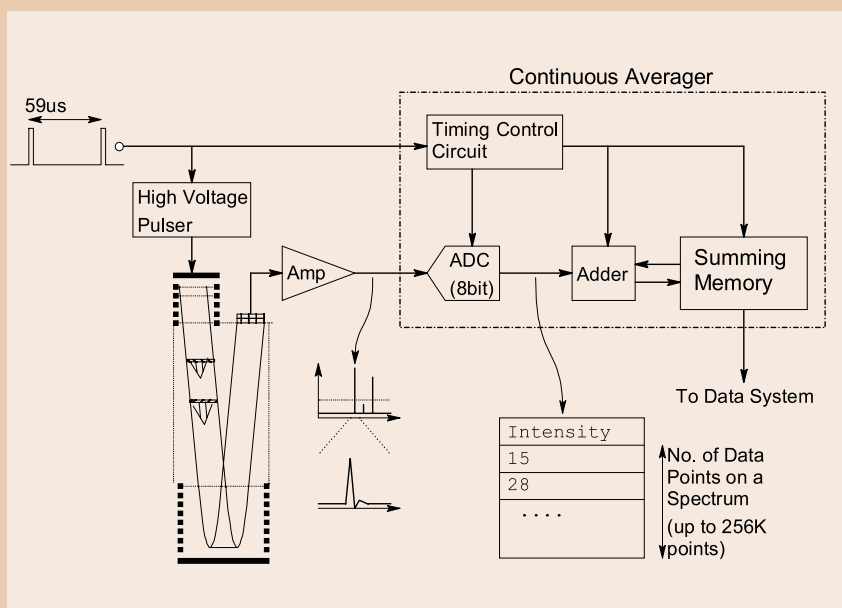 Continuous Averager
59us
Timing Control
Circuit
High Voltage
Pulser
Amp
ADC
(8bit)
Adder
Summing
Memory
To Data System
Intensity
15
28
....
No. of Data
Points on a
Spectrum
(up to 256K
points)